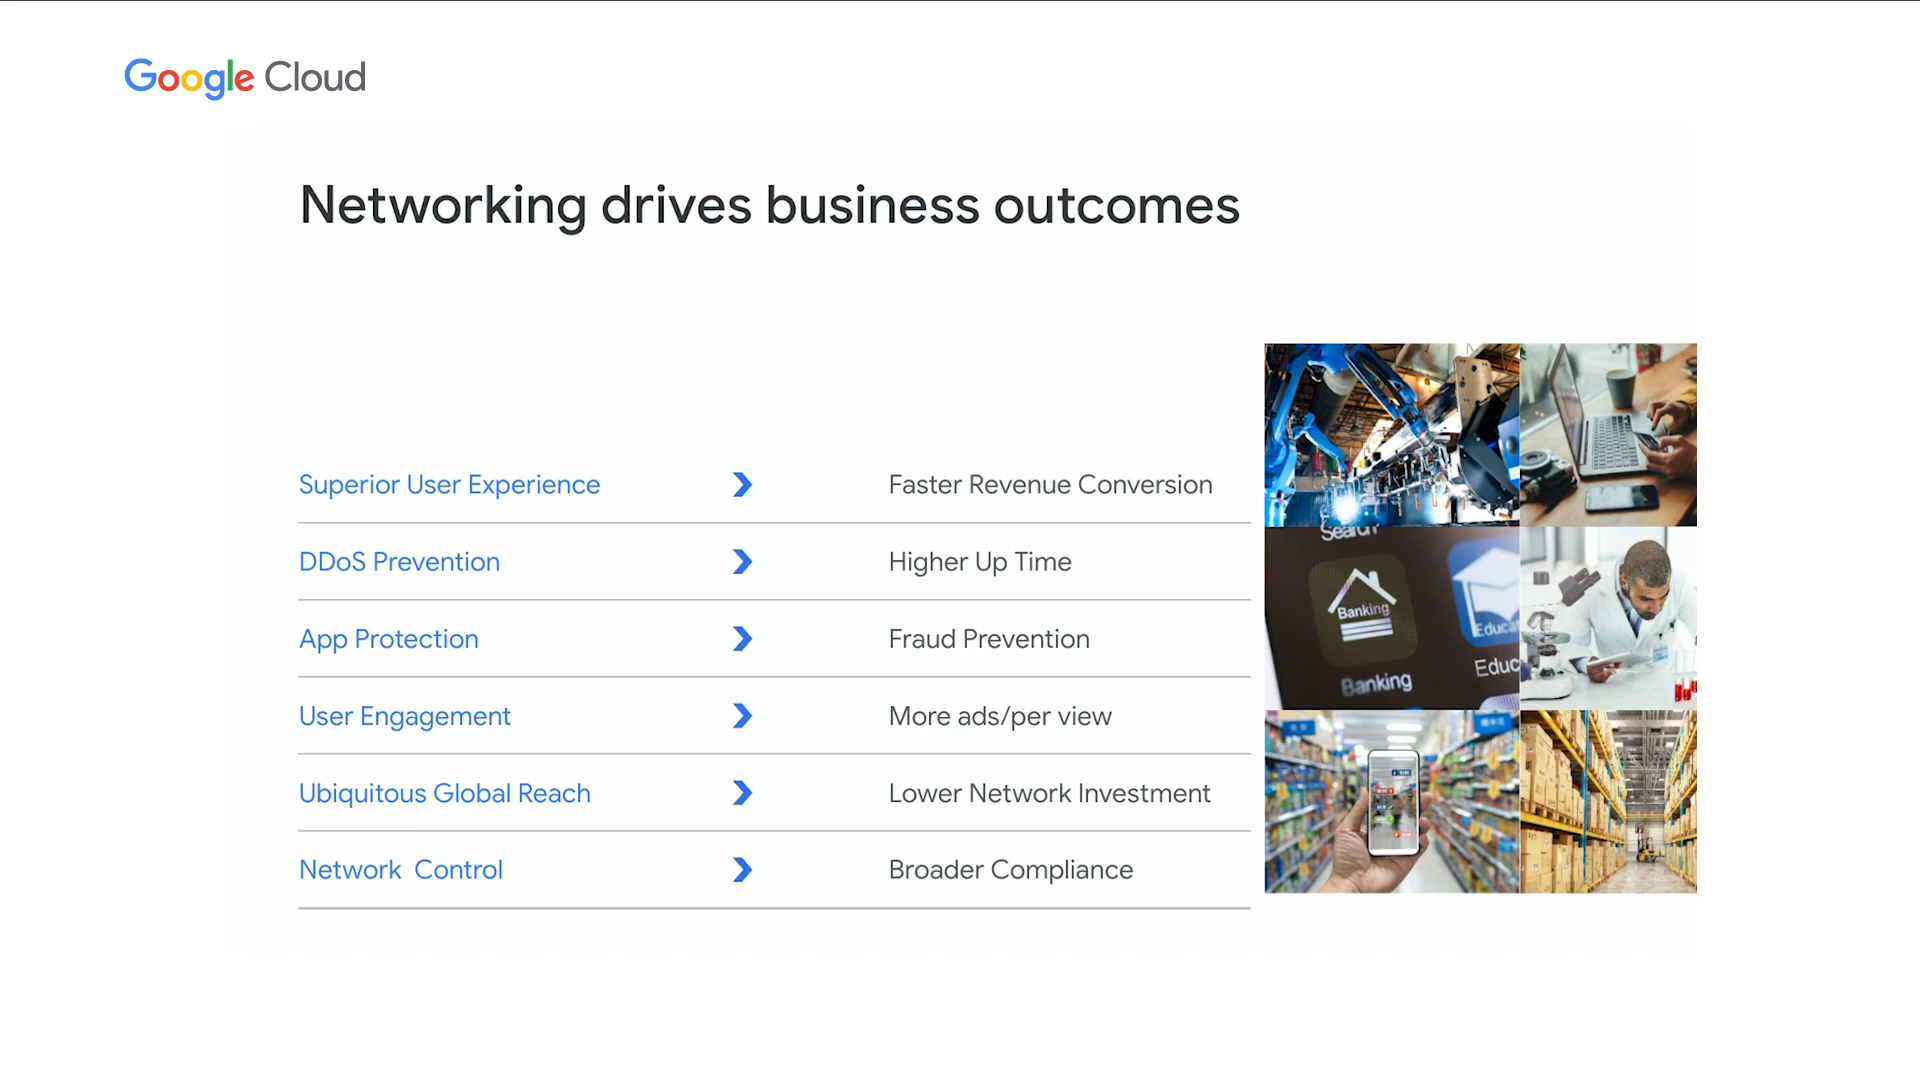 Google Cloud
Networking drives business outcomes
Superior User Experience
Faster Revenue Conversion
DDoS Prevention
Higher Up Time
App Protection
Fraud Prevention
User Engagement
More ads/per view
Ubiquitous Global Reach
Lower Network Investment
Network  Control
Broader Compliance
Search
Banking
Educat
Banking
Educ